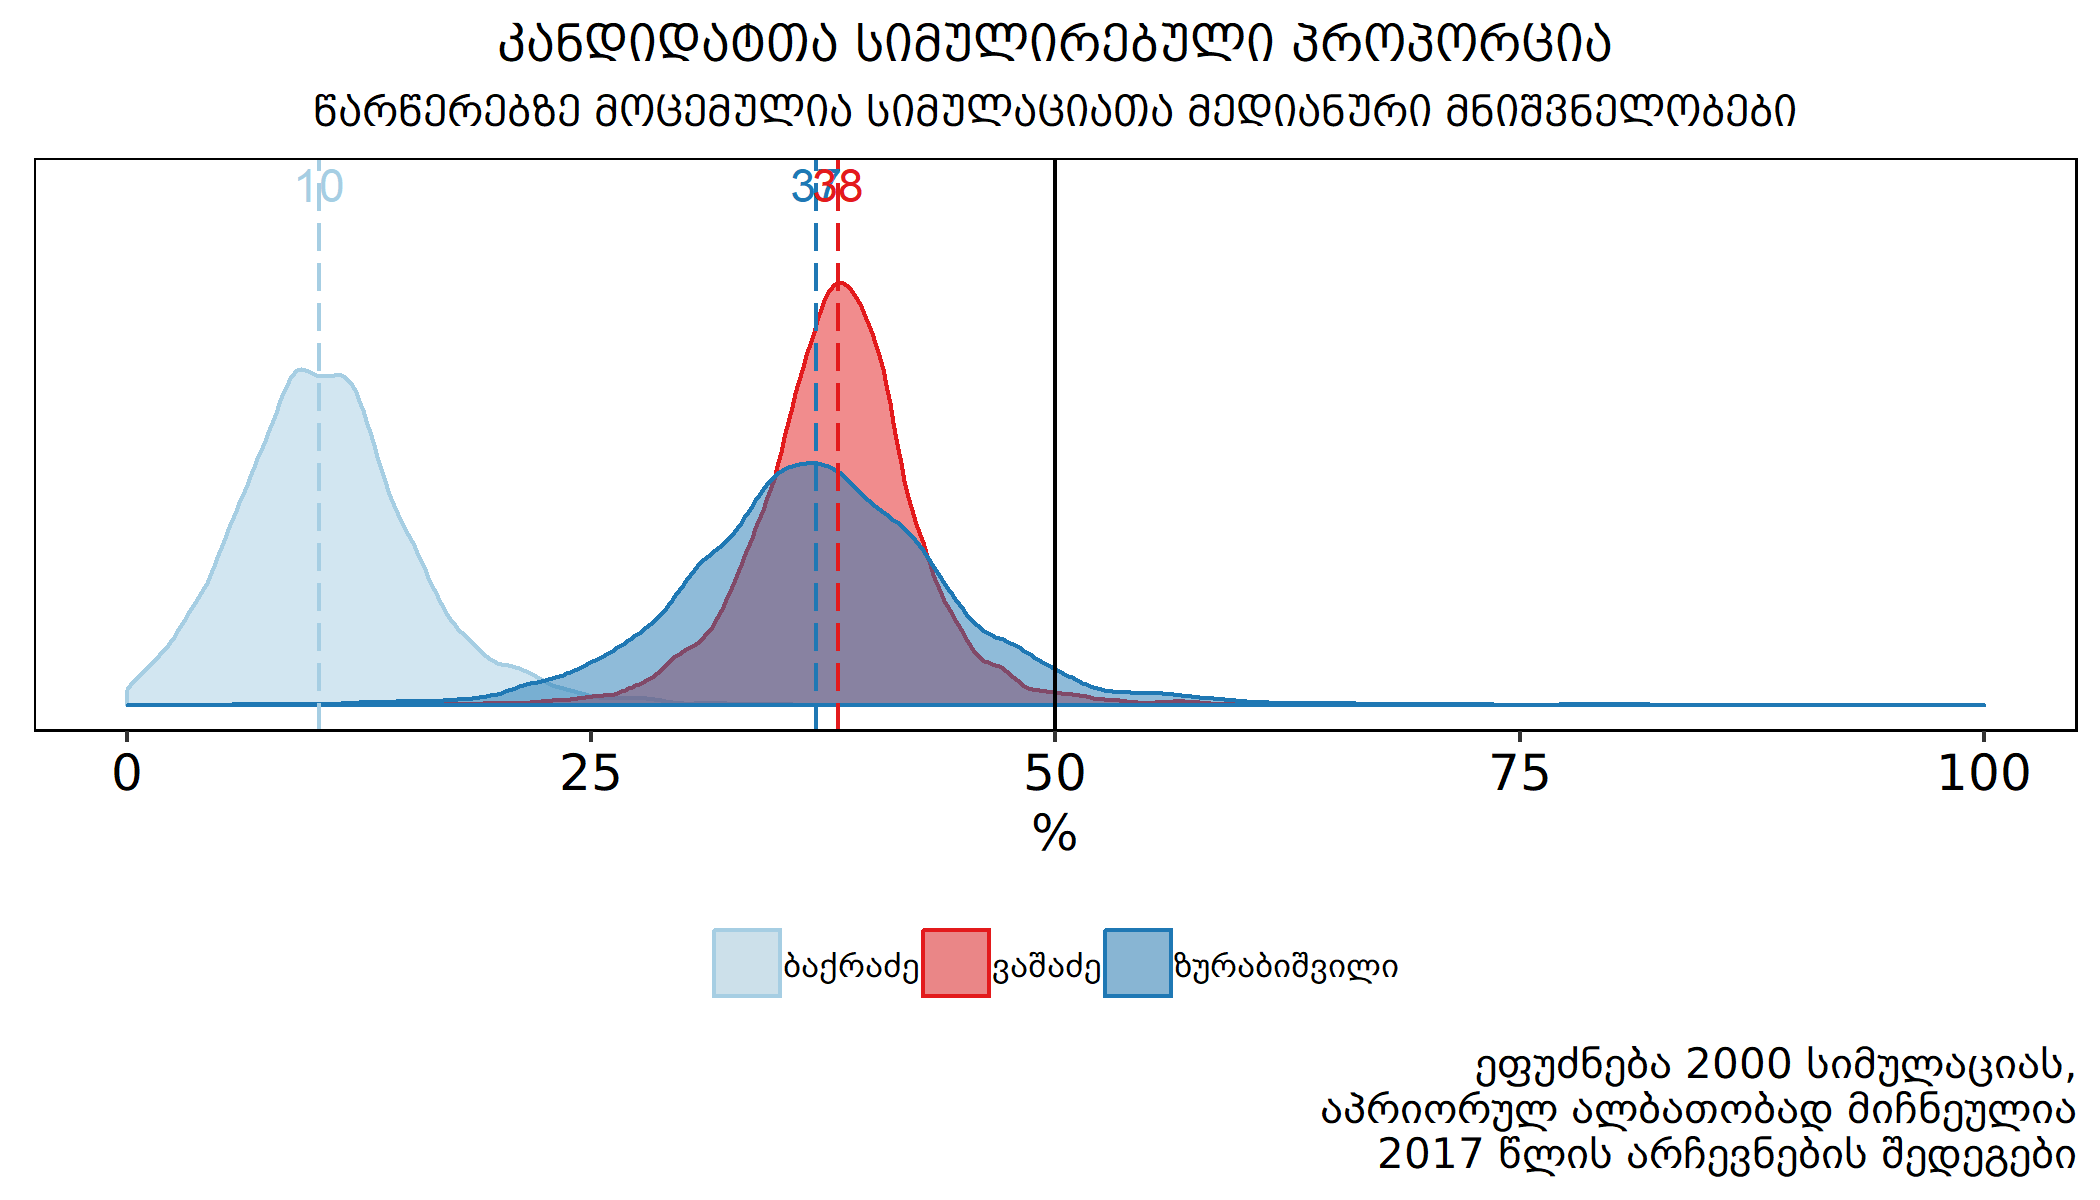 კანდიდატთა სიმულირებული პროპორცია
წარწერებზე მოცემულია სიმულაციათა მედიანური მნიშვნელობები
10 37 38
0 25 50 75 100
%
ბაქრაძე ვაშაძე ზურაბიშვილი
ეფუძნება 2000 სიმულაციას,
აპრიორულ ალბათობად მიჩნეულია
2017 წლის არჩევნების შედეგები